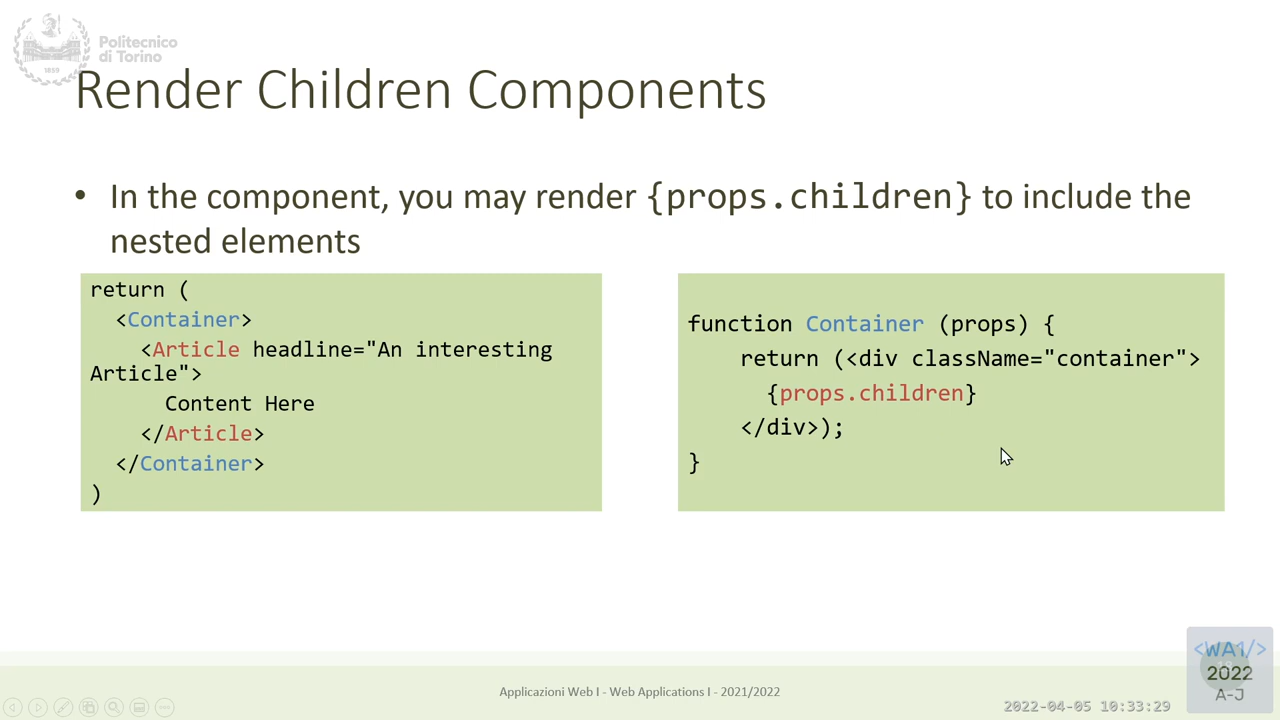 Politecnico
di Torino
1859
Render Children Components
• In the component, you may render {props.children} to include the
nested elements
return (
  <Container>
    <Article headline="An interesting
Article">
      Content Here
    </Article>
  </Container>
)
function Container (props) {
    return (<div className="container">
      {props.children}
    </div>);
}
Applicazioni Web I - Web Applications I - 2021/2022
2022-04-05 10:33:29
<WA1/>
2022
A-J